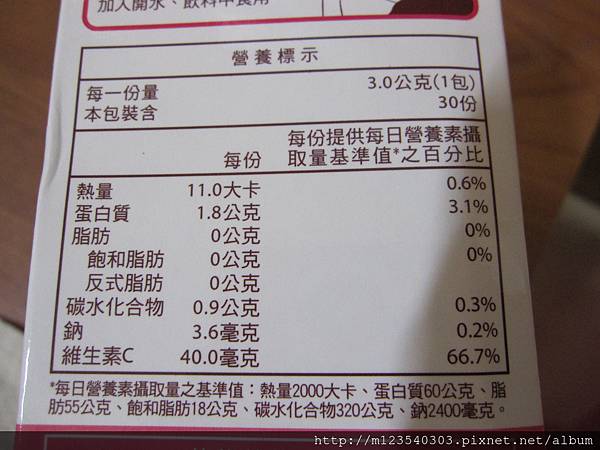 加入開水、飲料中食用
營養標示
每一份量 3.0公克(1包)
本包裝含 30份
每份提供每日營養素攝
每份 取量基準值*之百分比
熱量 11.0大卡 0.6%
蛋白質 1.8公克 3.1%
脂肪 0公克 0%
飽和脂肪 0公克 0%
反式脂肪 0公克
碳水化合物 0.9公克 0.3%
鈉 3.6毫克 0.2%
維生素C 40.0毫克 66.7%
*每日營養素攝取量之基準值：熱量2000大卡、蛋白質60公克、脂
肪55公克、飽和脂肪18公克、碳水化合物320公克、鈉2400毫克。
http://m123540303.pixnet.net/album